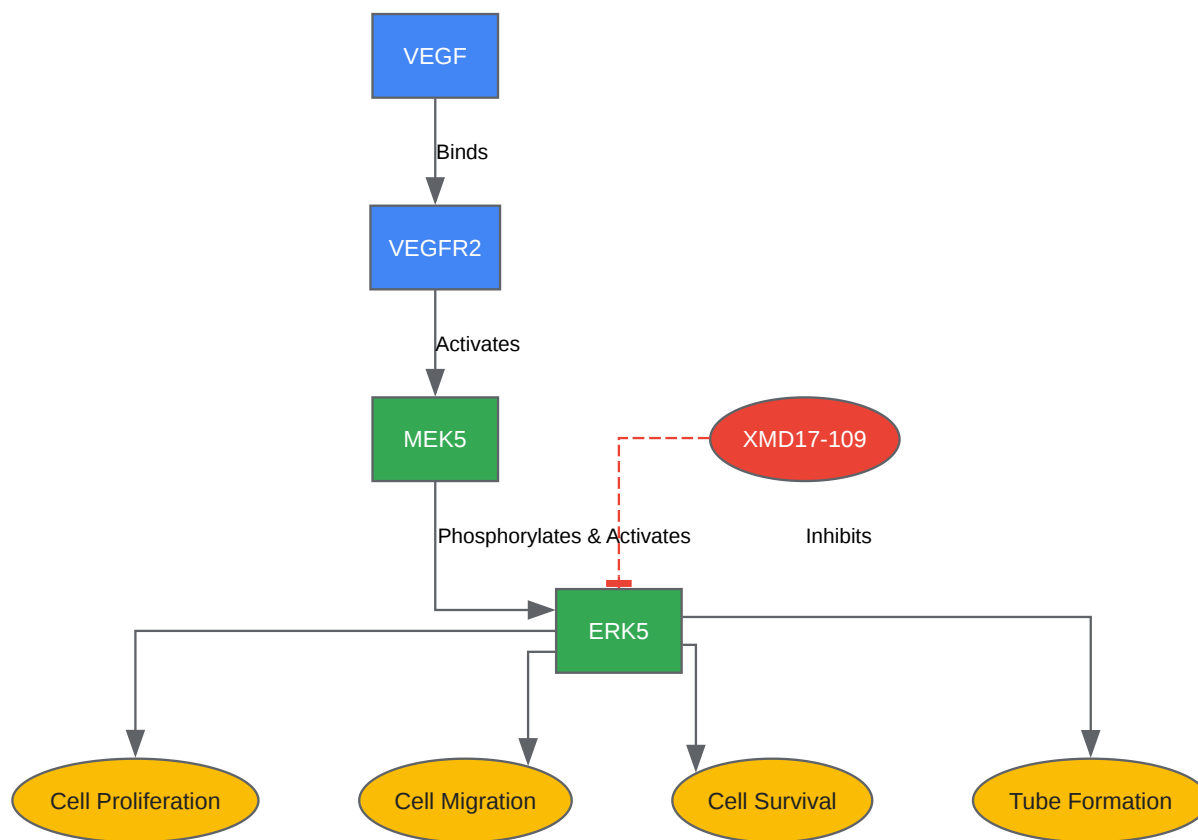 VEGF
Binds
VEGFR2
Activates
MEK5
XMD17-109
Phosphorylates & Activates
Inhibits
ERK5
Cell Proliferation
Cell Migration
Cell Survival
Tube Formation